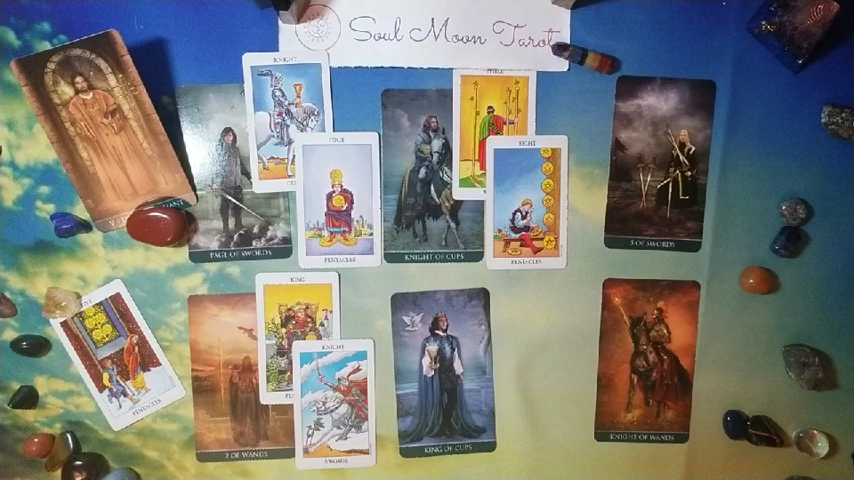 Soul Moon Tarot
KNIGHT
FOUR
EIGHT
PAGE OF SWORDS
PENTACLES
KNIGHT OF CUPS
PENTACLES
5 OF SWORDS
KING
KNIGHT
PENTACLES
2 OF WANDS
SWORDS
KING OF CUPS
KNIGHT OF WANDS